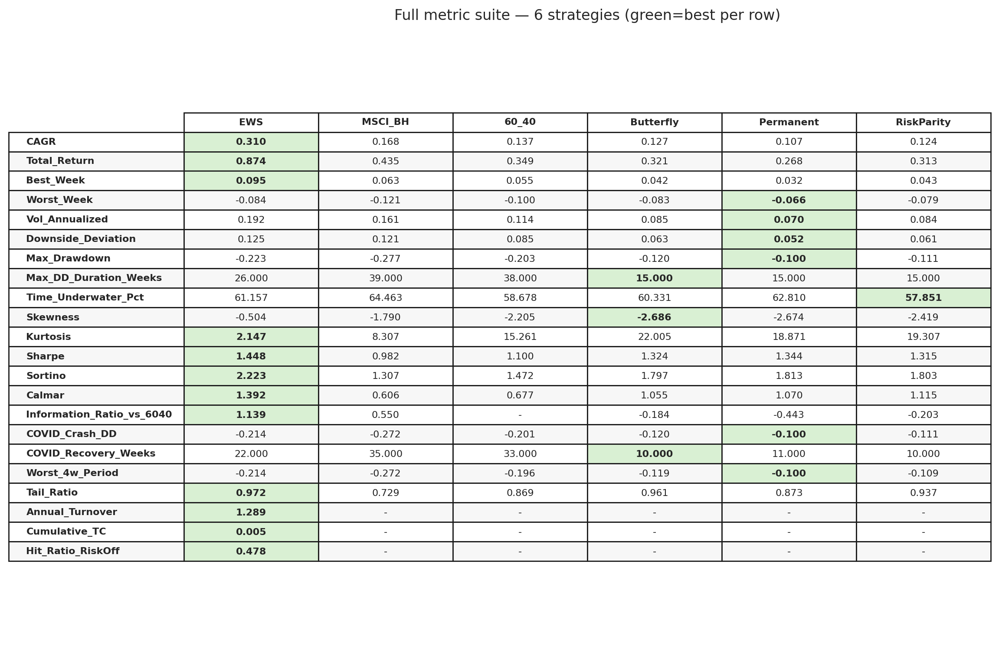 Full metric suite — 6 strategies (green=best per row)
EWS MSCI_BH 60_40 Butterfly Permanent RiskParity
CAGR 0.310 0.168 0.137 0.127 0.107 0.124
Total_Return 0.874 0.435 0.349 0.321 0.268 0.313
Best_Week 0.095 0.063 0.055 0.042 0.032 0.043
Worst_Week -0.084 -0.121 -0.100 -0.083 -0.066 -0.079
Vol_Annualized 0.192 0.161 0.114 0.085 0.070 0.084
Downside_Deviation 0.125 0.121 0.085 0.063 0.052 0.061
Max_Drawdown -0.223 -0.277 -0.203 -0.120 -0.100 -0.111
Max_DD_Duration_Weeks 26.000 39.000 38.000 15.000 15.000 15.000
Time_Underwater_Pct 61.157 64.463 58.678 60.331 62.810 57.851
Skewness -0.504 -1.790 -2.205 -2.686 -2.674 -2.419
Kurtosis 2.147 8.307 15.261 22.005 18.871 19.307
Sharpe 1.448 0.982 1.100 1.324 1.344 1.315
Sortino 2.223 1.307 1.472 1.797 1.813 1.803
Calmar 1.392 0.606 0.677 1.055 1.070 1.115
Information_Ratio_vs_6040 1.139 0.550 - -0.184 -0.443 -0.203
COVID_Crash_DD -0.214 -0.272 -0.201 -0.120 -0.100 -0.111
COVID_Recovery_Weeks 22.000 35.000 33.000 10.000 11.000 10.000
Worst_4w_Period -0.214 -0.272 -0.196 -0.119 -0.100 -0.109
Tail_Ratio 0.972 0.729 0.869 0.961 0.873 0.937
Annual_Turnover 1.289 - - - - -
Cumulative_TC 0.005 - - - - -
Hit_Ratio_RiskOff 0.478 - - - - -